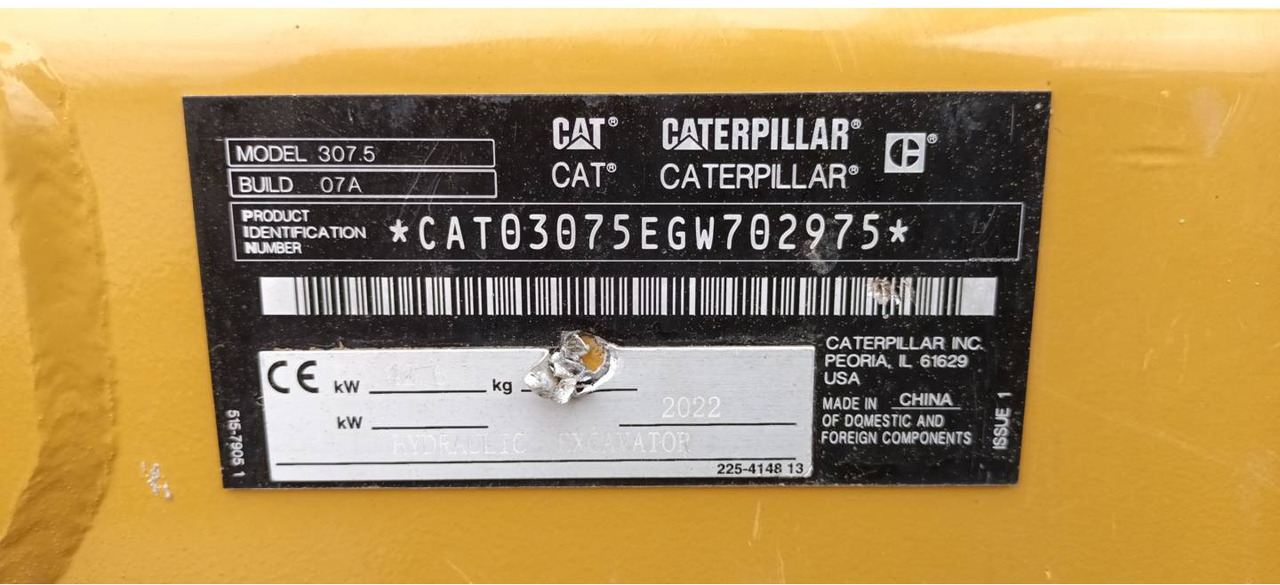 CAT® CATERPILLAR® ®
CAT® CATERPILLAR®
MODEL 307.5
BUILD 07A
PRODUCT
IDENTIFICATION
NUMBER
*CAT03075EGW702975*
CE kW kg
kW 2022
HYDRAULIC EXCAVATOR
225-4148 13
515-7905 1
CATERPILLAR INC.
PEORIA, IL 61629
USA
MADE IN CHINA
OF DOMESTIC AND
FOREIGN COMPONENTS
ISSUE 1